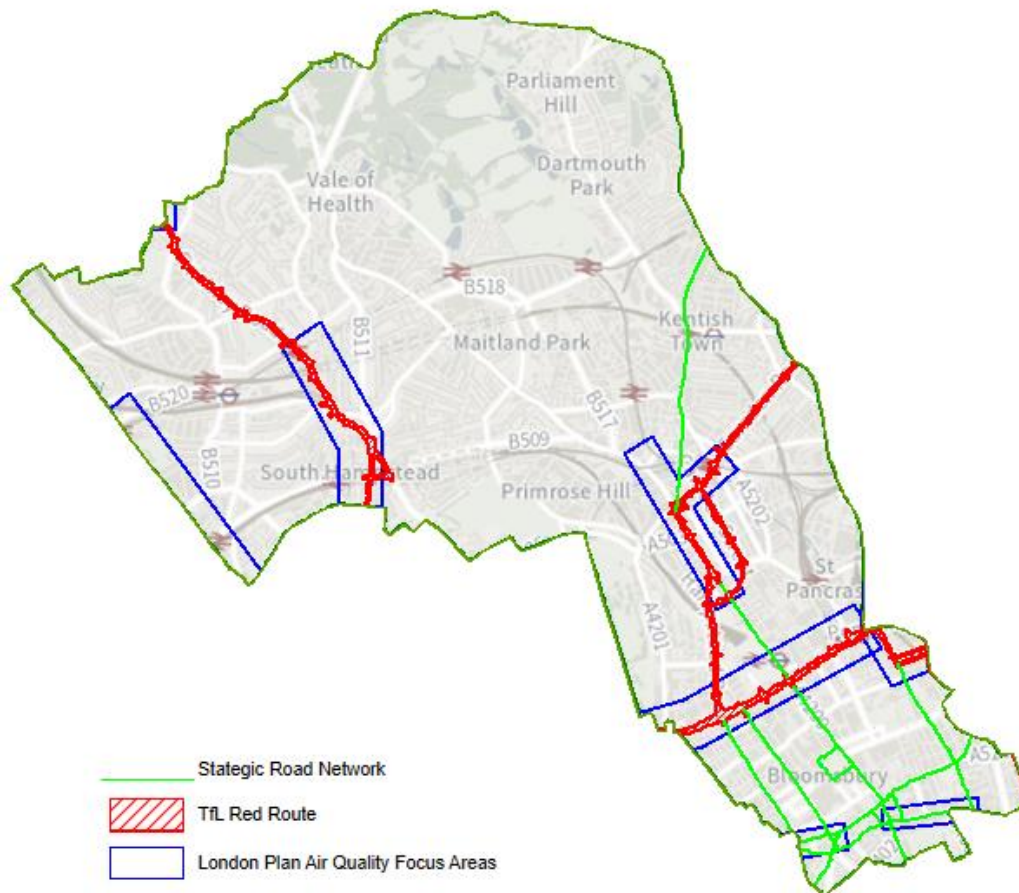 Parliament
Hill
Dartmouth
Park
Vale of
Health
B518
B511
Kentish
Town
Maitland Park
B520
B517
B509
B510
South Hampstead
Primrose Hill
A5202
St
Pancras
A4201
Bloomsbury
Stategic Road Network
TfL Red Route
London Plan Air Quality Focus Areas